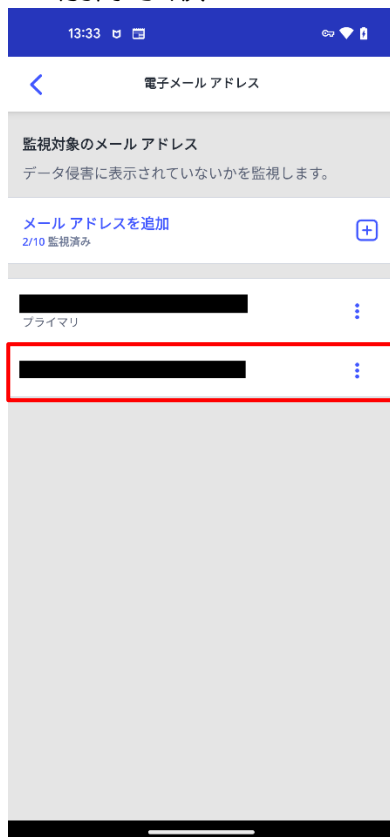 13:33
電子メール アドレス
監視対象のメール アドレス
データ侵害に表示されていないかを監視します。
メール アドレスを追加
2/10 監視済み
プライマリ